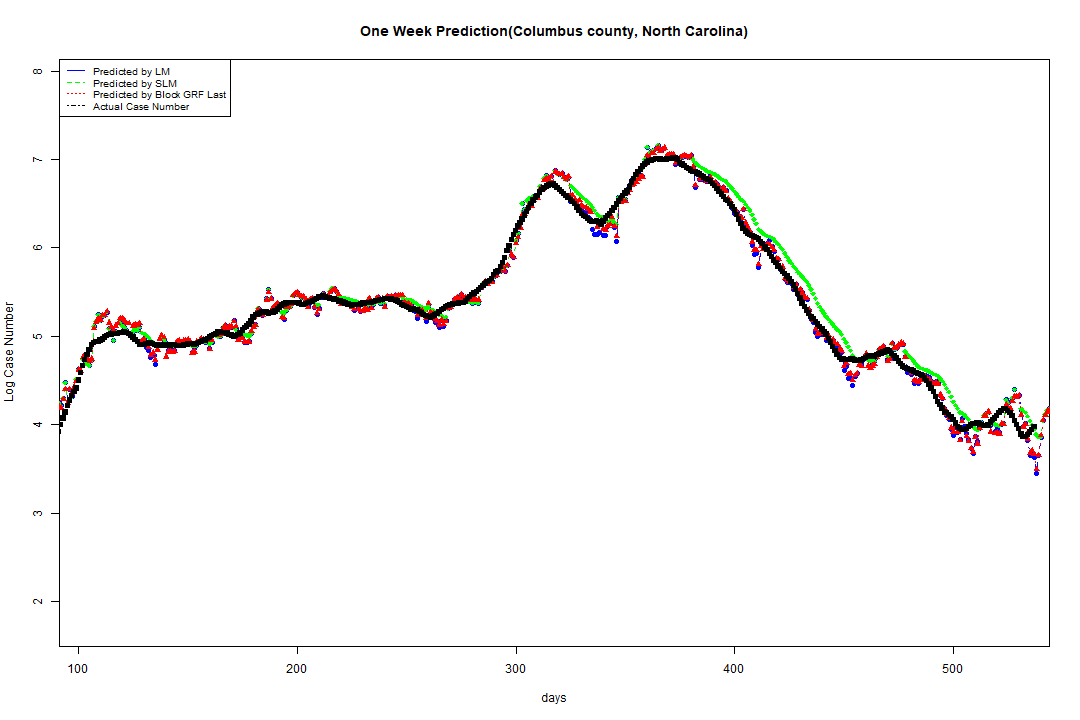 One Week Prediction(Columbus county, North Carolina)
Predicted by LM
Predicted by SLM
Predicted by Block GRF Last
Actual Case Number
8
7
6
5
4
3
2
Log Case Number
100 200 300 400 500
days